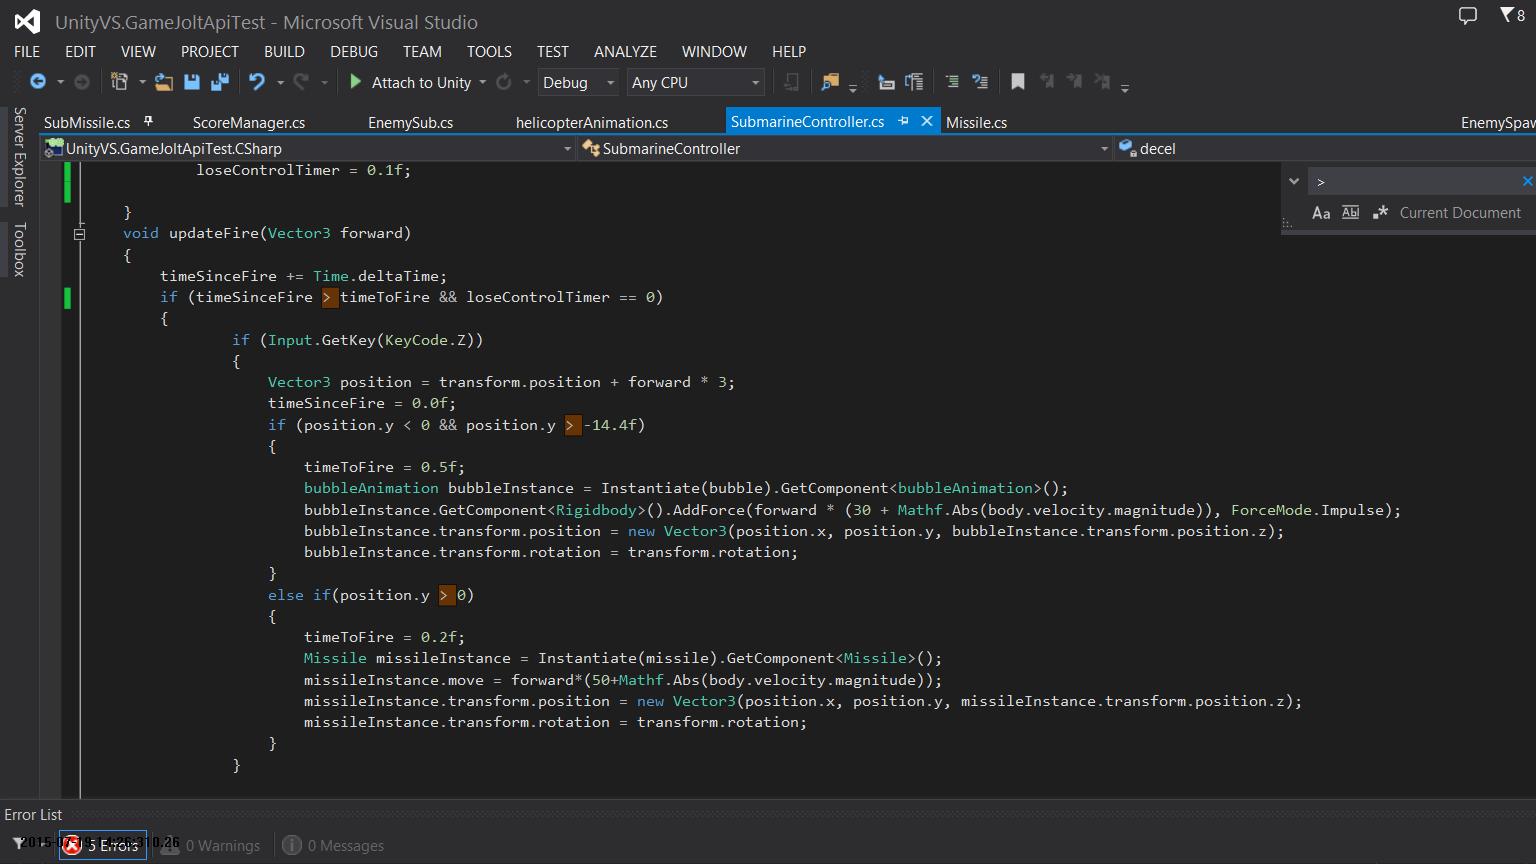 UnityVS.GameJoltApiTest - Microsoft Visual Studio
8
FILE EDIT VIEW PROJECT BUILD DEBUG TEAM TOOLS TEST ANALYZE WINDOW HELP
Attach to Unity Debug Any CPU
SubMissile.cs ScoreManager.cs EnemySub.cs helicopterAnimation.cs SubmarineController.cs Missile.cs EnemySpaw
UnityVS.GameJoltApiTest.CSharp SubmarineController decel
Server Explorer
Toolbox
>
Aa Abl .* Current Document
loseControlTimer = 0.1f;
}
void updateFire(Vector3 forward)
{
timeSinceFire += Time.deltaTime;
if (timeSinceFire > timeToFire && loseControlTimer == 0)
{
if (Input.GetKey(KeyCode.Z))
{
Vector3 position = transform.position + forward * 3;
timeSinceFire = 0.0f;
if (position.y < 0 && position.y > -14.4f)
{
timeToFire = 0.5f;
bubbleAnimation bubbleInstance = Instantiate(bubble).GetComponent<bubbleAnimation>();
bubbleInstance.GetComponent<Rigidbody>().AddForce(forward * (30 + Mathf.Abs(body.velocity.magnitude)), ForceMode.Impulse);
bubbleInstance.transform.position = new Vector3(position.x, position.y, bubbleInstance.transform.position.z);
bubbleInstance.transform.rotation = transform.rotation;
}
else if(position.y > 0)
{
timeToFire = 0.2f;
Missile missileInstance = Instantiate(missile).GetComponent<Missile>();
missileInstance.move = forward*(50+Mathf.Abs(body.velocity.magnitude));
missileInstance.transform.position = new Vector3(position.x, position.y, missileInstance.transform.position.z);
missileInstance.transform.rotation = transform.rotation;
}
}
Error List
5 Errors 0 Warnings 0 Messages